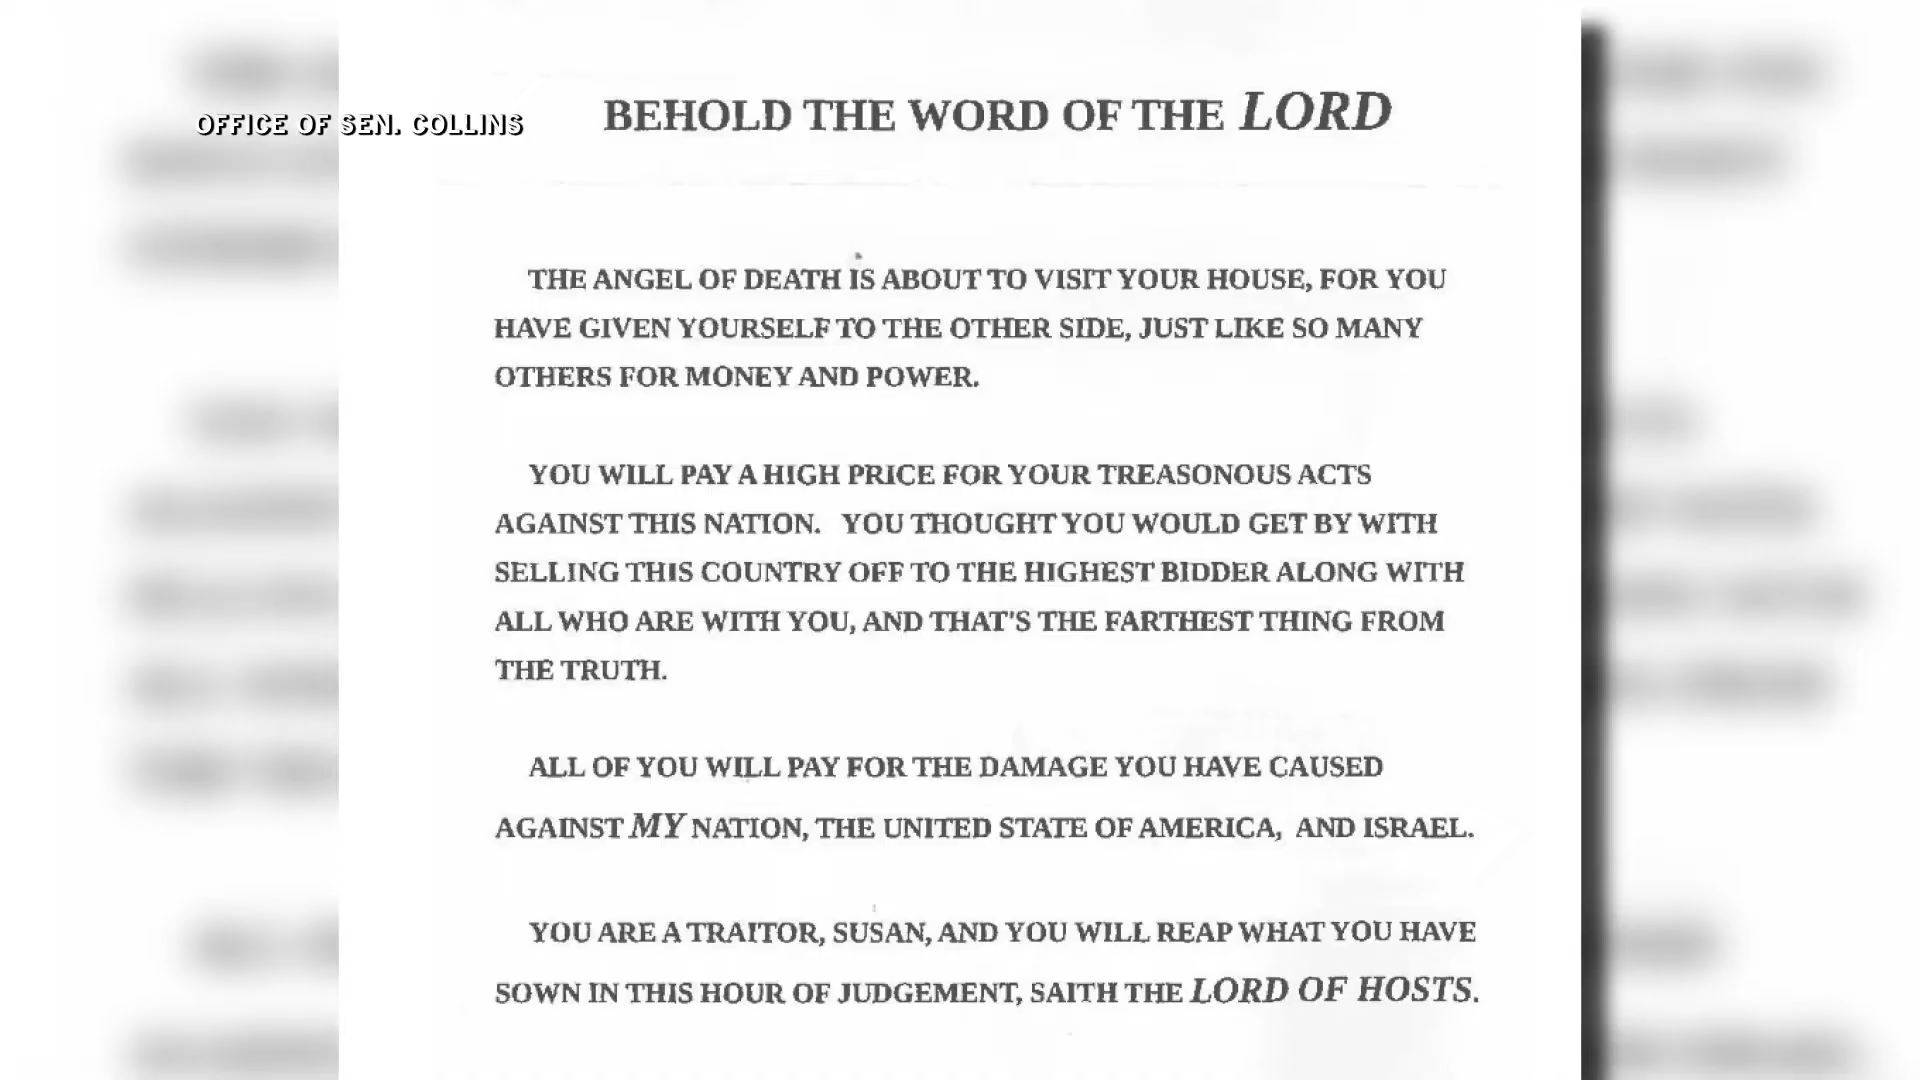 OFFICE OF SEN. COLLINS
BEHOLD THE WORD OF THE LORD
THE ANGEL OF DEATH IS ABOUT TO VISIT YOUR HOUSE, FOR YOU
HAVE GIVEN YOURSELF TO THE OTHER SIDE, JUST LIKE SO MANY
OTHERS FOR MONEY AND POWER.
YOU WILL PAY A HIGH PRICE FOR YOUR TREASONOUS ACTS
AGAINST THIS NATION. YOU THOUGHT YOU WOULD GET BY WITH
SELLING THIS COUNTRY OFF TO THE HIGHEST BIDDER ALONG WITH
ALL WHO ARE WITH YOU, AND THAT'S THE FARTHEST THING FROM
THE TRUTH.
ALL OF YOU WILL PAY FOR THE DAMAGE YOU HAVE CAUSED
AGAINST MY NATION, THE UNITED STATE OF AMERICA, AND ISRAEL.
YOU ARE A TRAITOR, SUSAN, AND YOU WILL REAP WHAT YOU HAVE
SOWN IN THIS HOUR OF JUDGEMENT, SAITH THE LORD OF HOSTS.